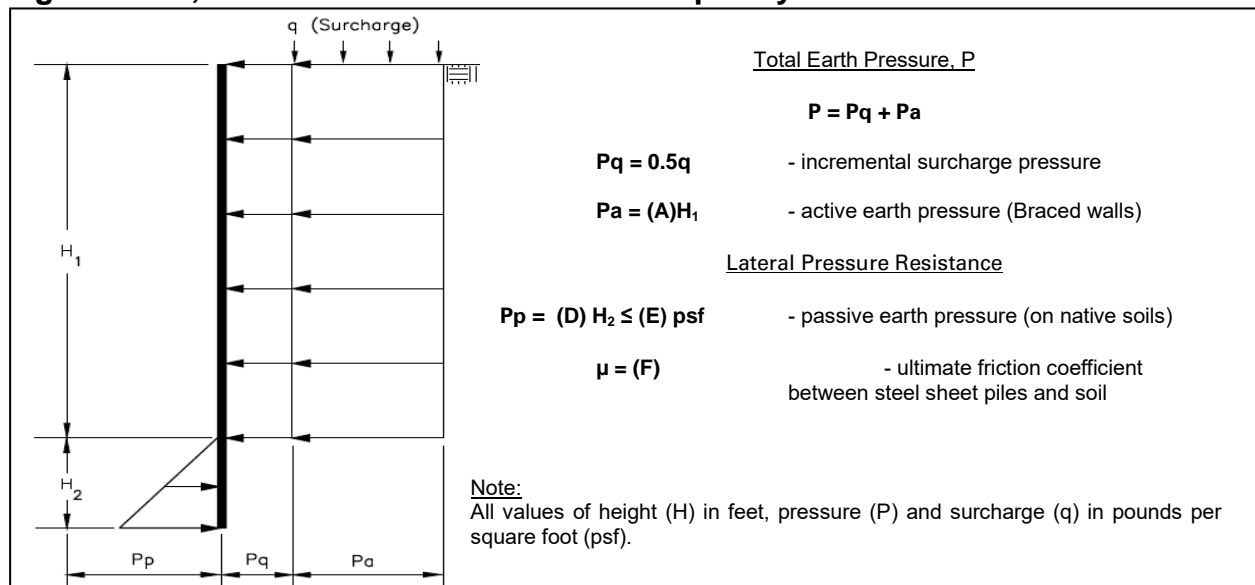 q (Surcharge)
Total Earth Pressure, P
P = Pq + Pa
Pq = 0.5q - incremental surcharge pressure
Pa = (A)H₁ - active earth pressure (Braced walls)
H₁
Lateral Pressure Resistance
Pp = (D) H₂ ≤ (E) psf - passive earth pressure (on native soils)
μ = (F) - ultimate friction coefficient
between steel sheet piles and soil
H₂
Note:
All values of height (H) in feet, pressure (P) and surcharge (q) in pounds per
square foot (psf).
Pp Pq Pa